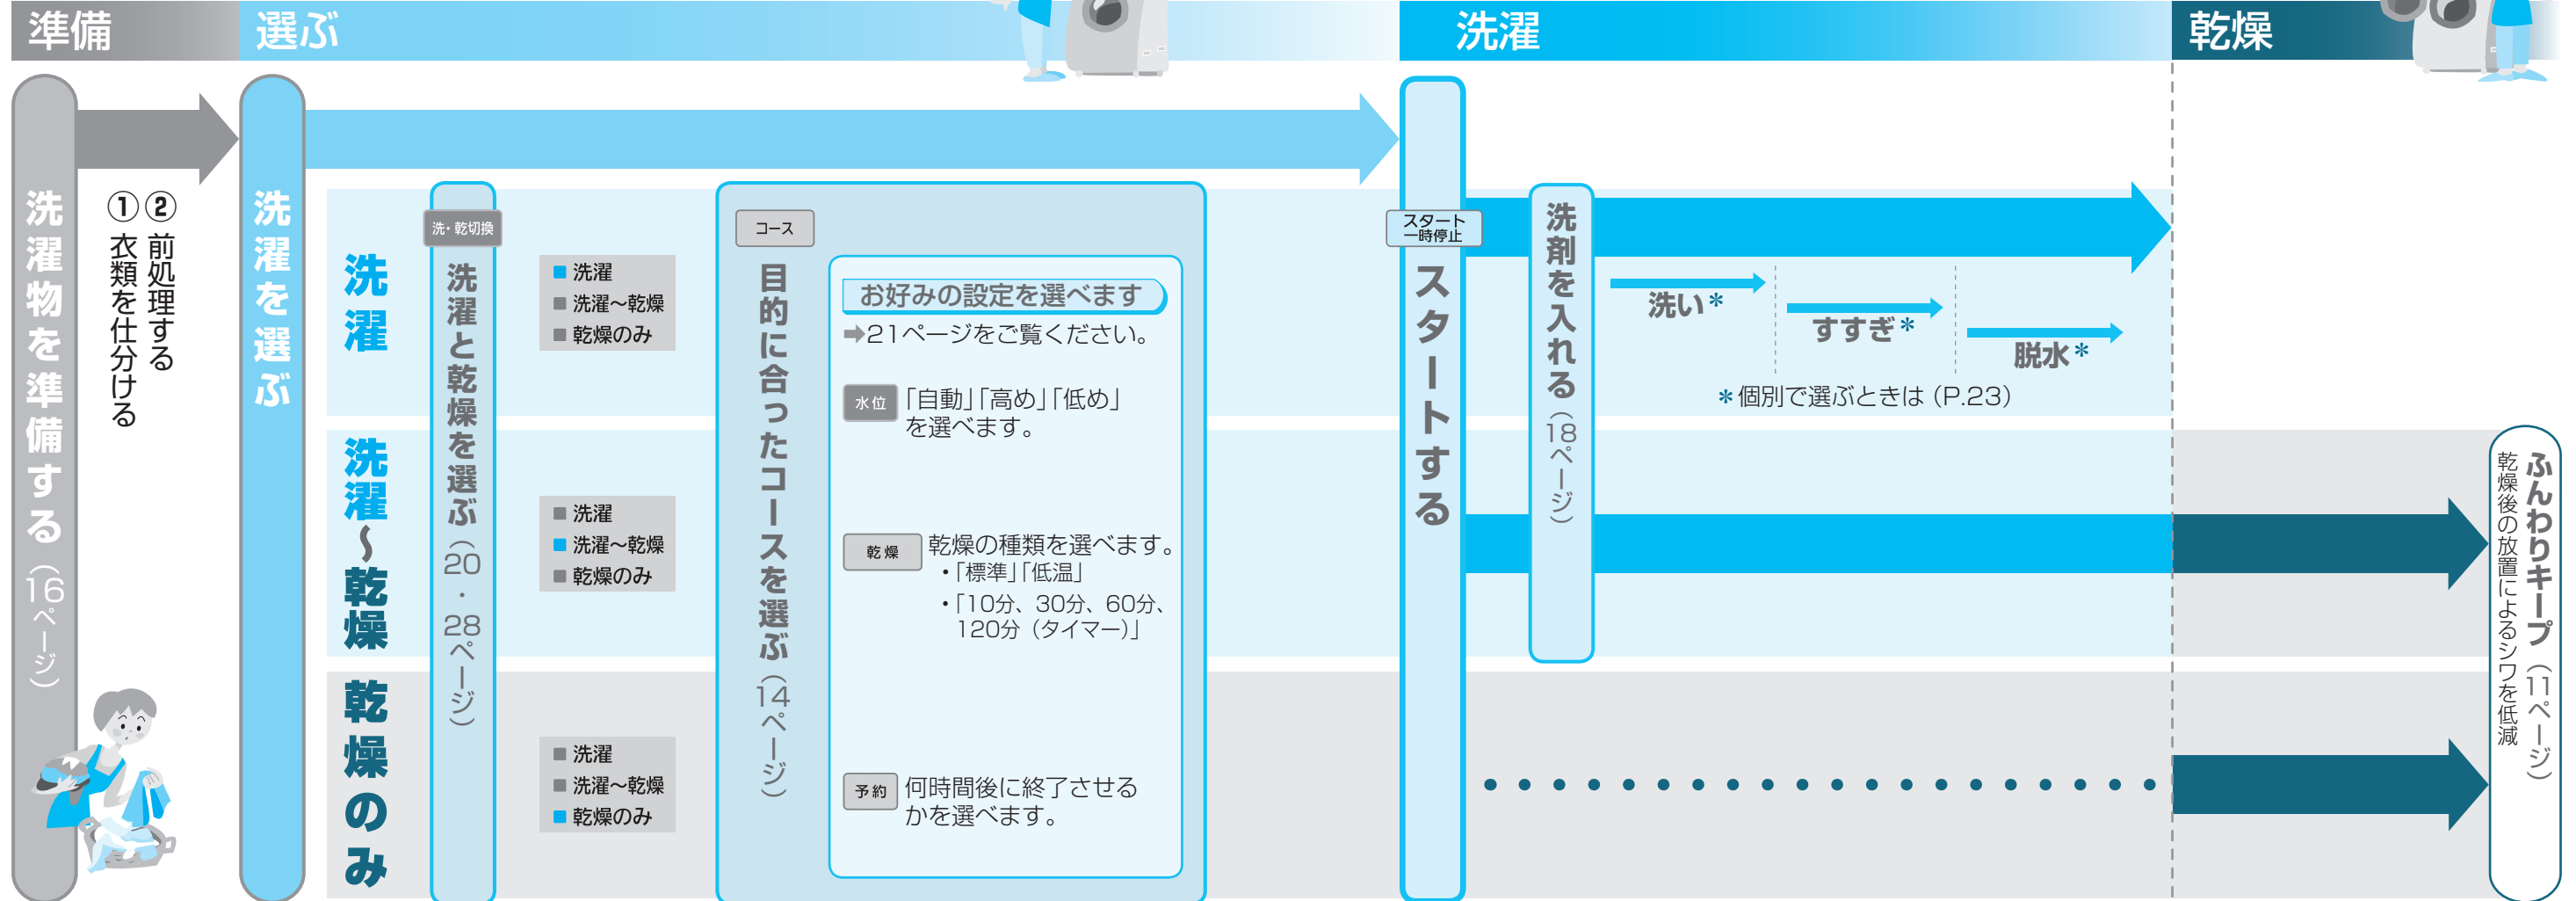 準備
選ぶ
洗濯
乾燥
洗濯物を準備する（16ページ）
①衣類を仕分ける
②前処理する
洗濯を選ぶ
洗濯
洗濯～乾燥
乾燥のみ
洗・乾切換
洗濯と乾燥を選ぶ（20・28ページ）
■洗濯
■洗濯～乾燥
■乾燥のみ
■洗濯
■洗濯～乾燥
■乾燥のみ
■洗濯
■洗濯～乾燥
■乾燥のみ
コース
目的に合ったコースを選ぶ（14ページ）
お好みの設定を選べます
➡21ページをご覧ください。
水位 「自動」「高め」「低め」
を選べます。
乾燥 乾燥の種類を選べます。
・「標準」「低温」
・「10分、30分、60分、
120分（タイマー）」
予約 何時間後に終了させる
かを選べます。
スタート
一時停止
スタートする
洗剤を入れる（18ページ）
洗い＊
すすぎ＊
脱水＊
＊個別で選ぶときは（P.23）
ふんわりキープ（11ページ）
乾燥後の放置によるシワを低減